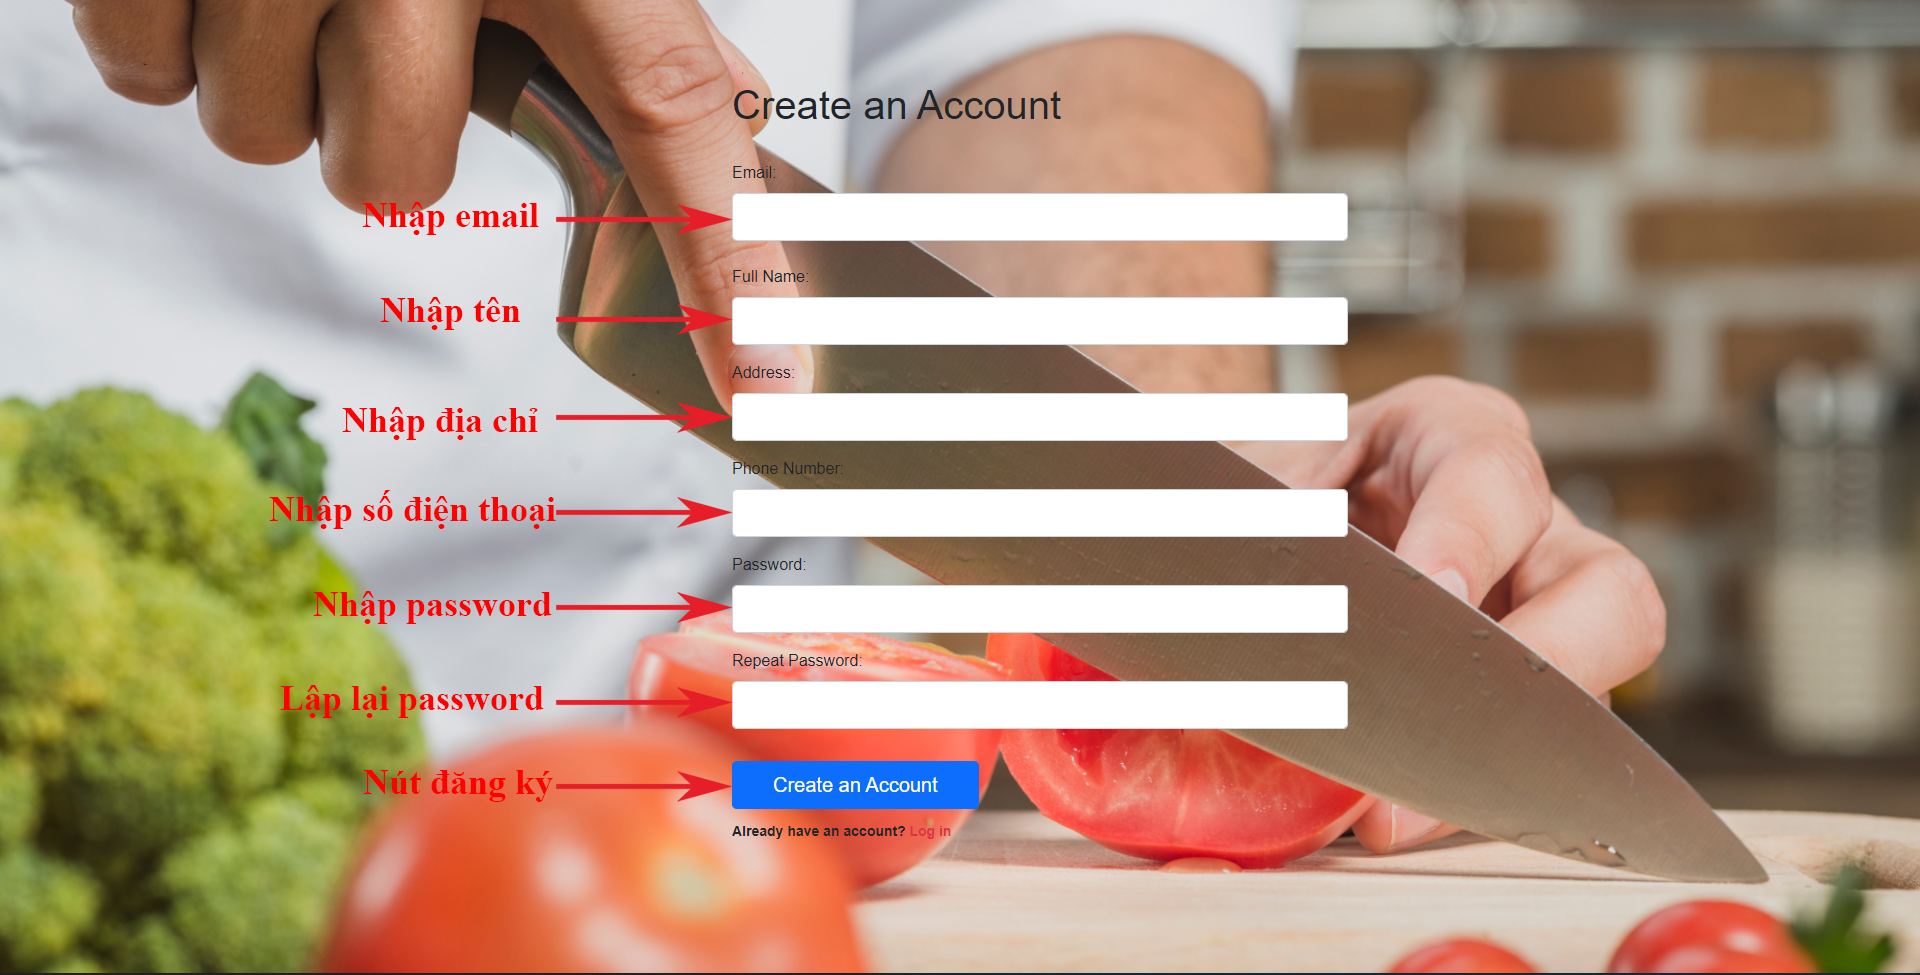 Create an Account
Email:
Nhập email
Full Name:
Nhập tên
Address:
Nhập địa chỉ
Phone Number:
Nhập số điện thoại
Password:
Nhập password
Repeat Password:
Lập lại password
Nút đăng ký
Create an Account
Already have an account? Log in